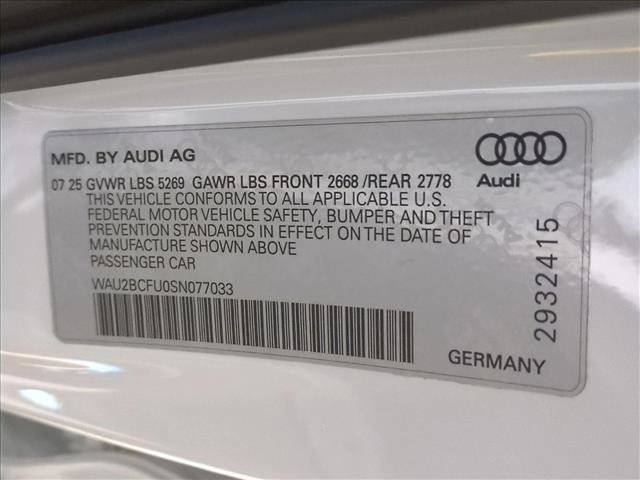 MFD. BY AUDI AG
07 25 GVWR LBS 5269 GAWR LBS FRONT 2668 /REAR 2778
THIS VEHICLE CONFORMS TO ALL APPLICABLE U.S.
FEDERAL MOTOR VEHICLE SAFETY, BUMPER AND THEFT
PREVENTION STANDARDS IN EFFECT ON THE DATE OF
MANUFACTURE SHOWN ABOVE
PASSENGER CAR
WAU2BCFU0SN077033
Audi
2932415
GERMANY